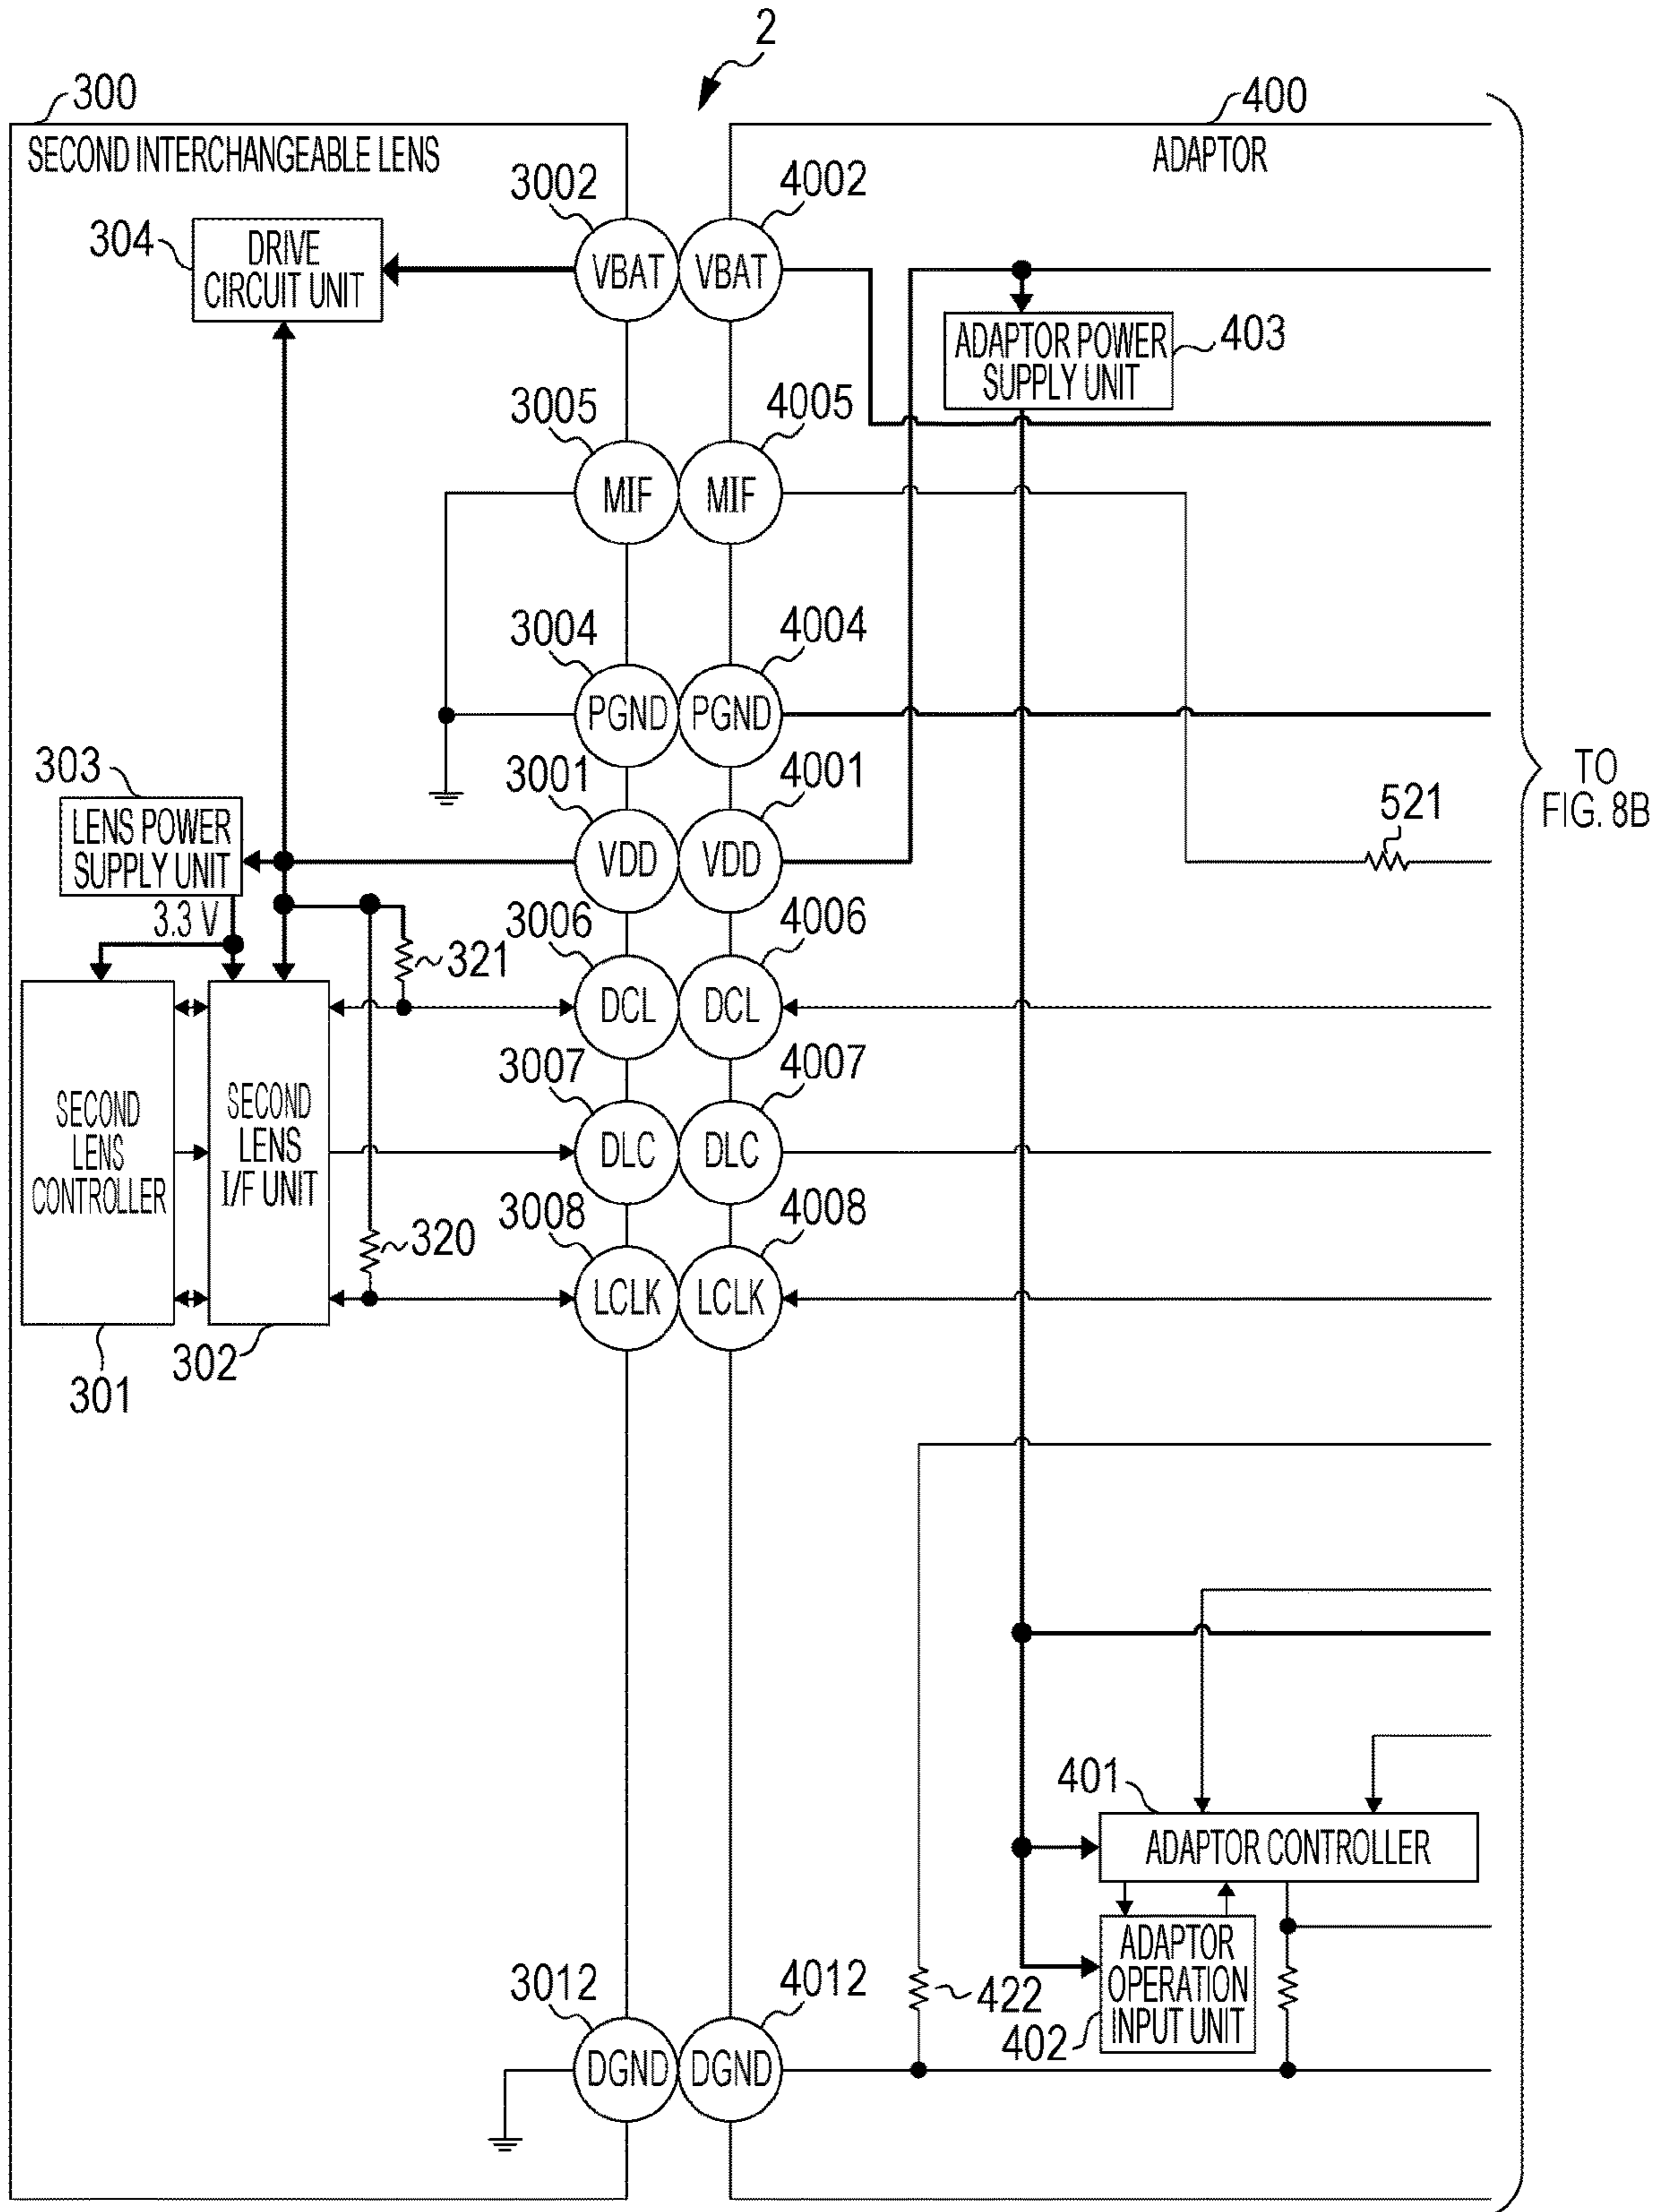 2
300
400
SECOND INTERCHANGEABLE LENS
ADAPTOR
3002
4002
304
DRIVE
CIRCUIT UNIT
VBAT
VBAT
ADAPTOR POWER
SUPPLY UNIT
403
3005
4005
MIF
MIF
3004
4004
PGND
PGND
303
3001
4001
TO
FIG. 8B
LENS POWER
SUPPLY UNIT
VDD
VDD
521
3.3 V
3006
4006
321
DCL
DCL
3007
4007
SECOND
LENS
CONTROLLER
SECOND
LENS
I/F UNIT
DLC
DLC
3008
4008
320
LCLK
LCLK
301
302
401
ADAPTOR CONTROLLER
ADAPTOR
OPERATION
INPUT UNIT
402
3012
4012
422
DGND
DGND